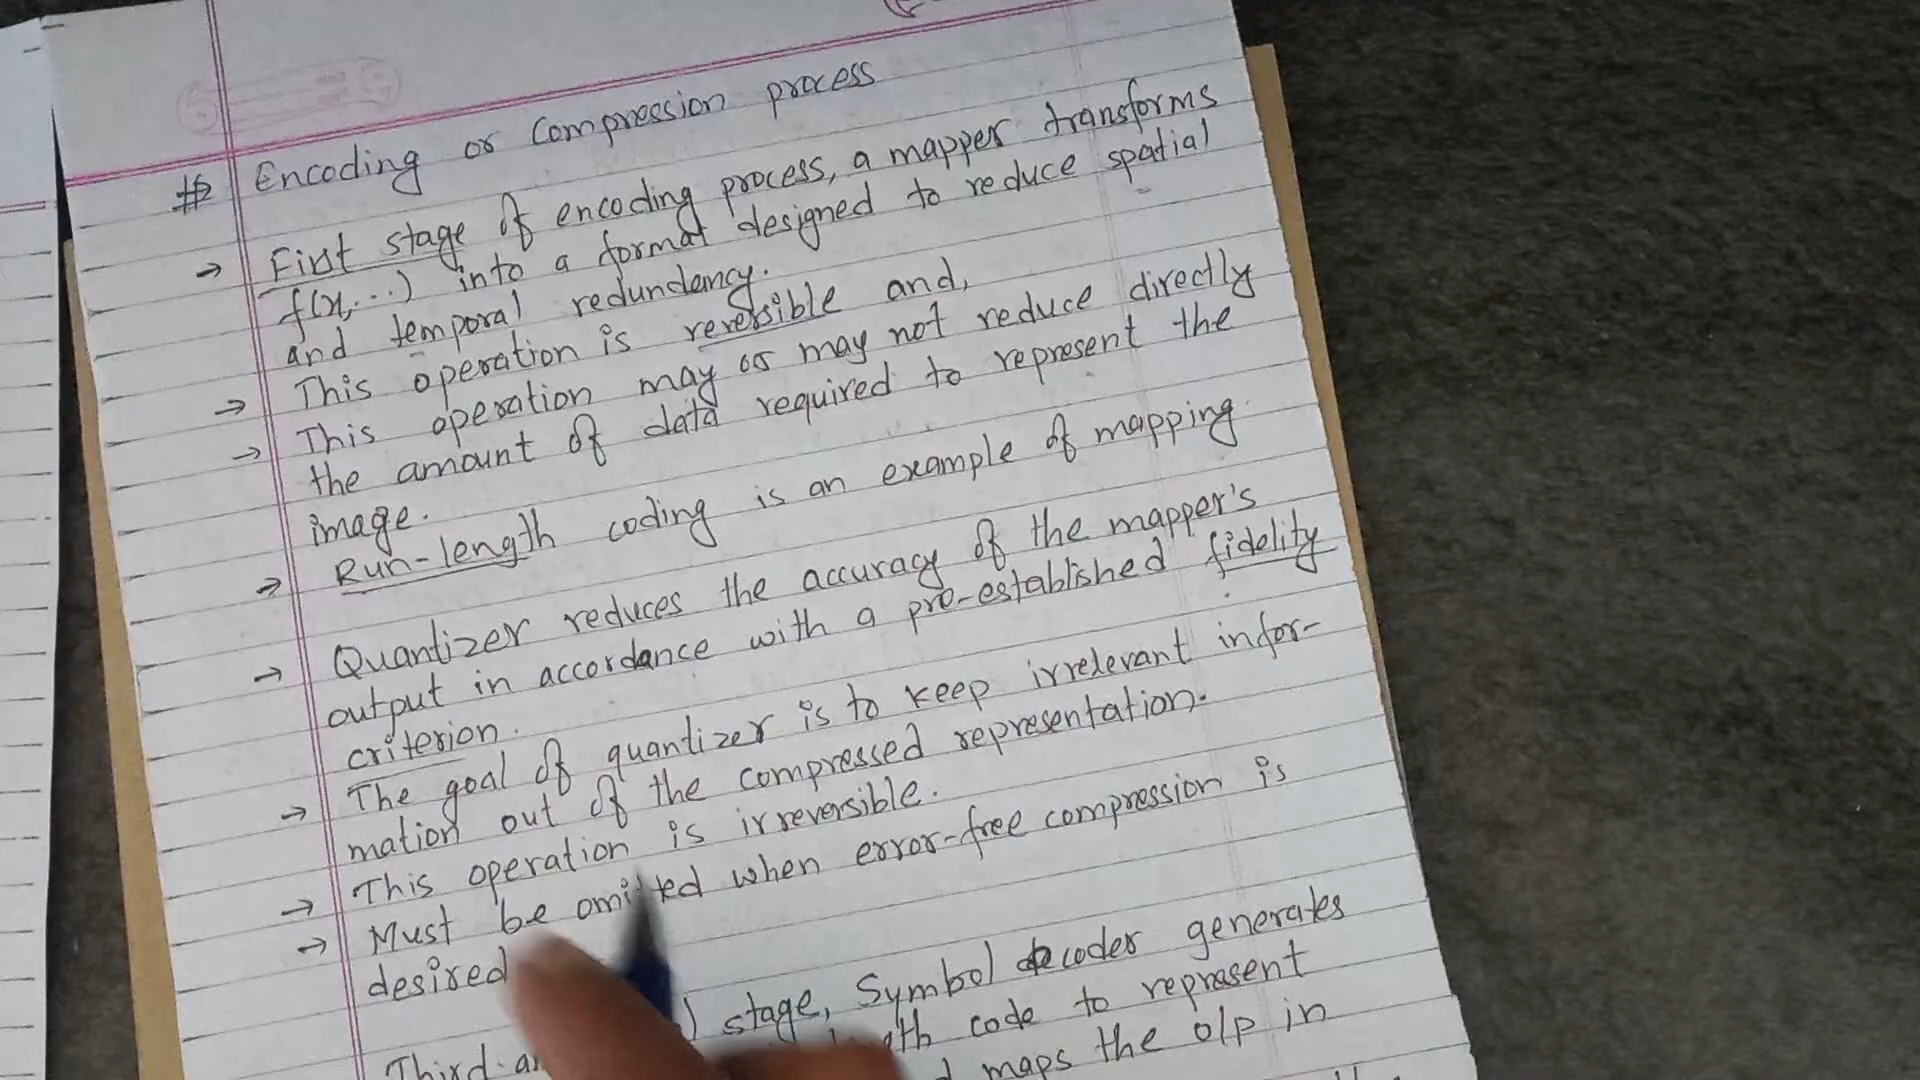 # Encoding or Compression process
→ First stage of encoding process, a mapper transforms
f(x,...) into a format designed to reduce spatial
and temporal redundancy.
→ This operation is reversible and,
→ This operation may or may not reduce directly
the amount of data required to represent the
image.
→ Run-length coding is an example of mapping.
→ Quantizer reduces the accuracy of the mapper's
output in accordance with a pre-established fidelity
criterion.
→ The goal of quantizer is to keep irrelevant infor-
mation out of the compressed representation.
→ This operation is irreversible.
→ Must be omitted when error-free compression is
desired
Third stage, Symbol coder generates
code to represent
maps the o/p in